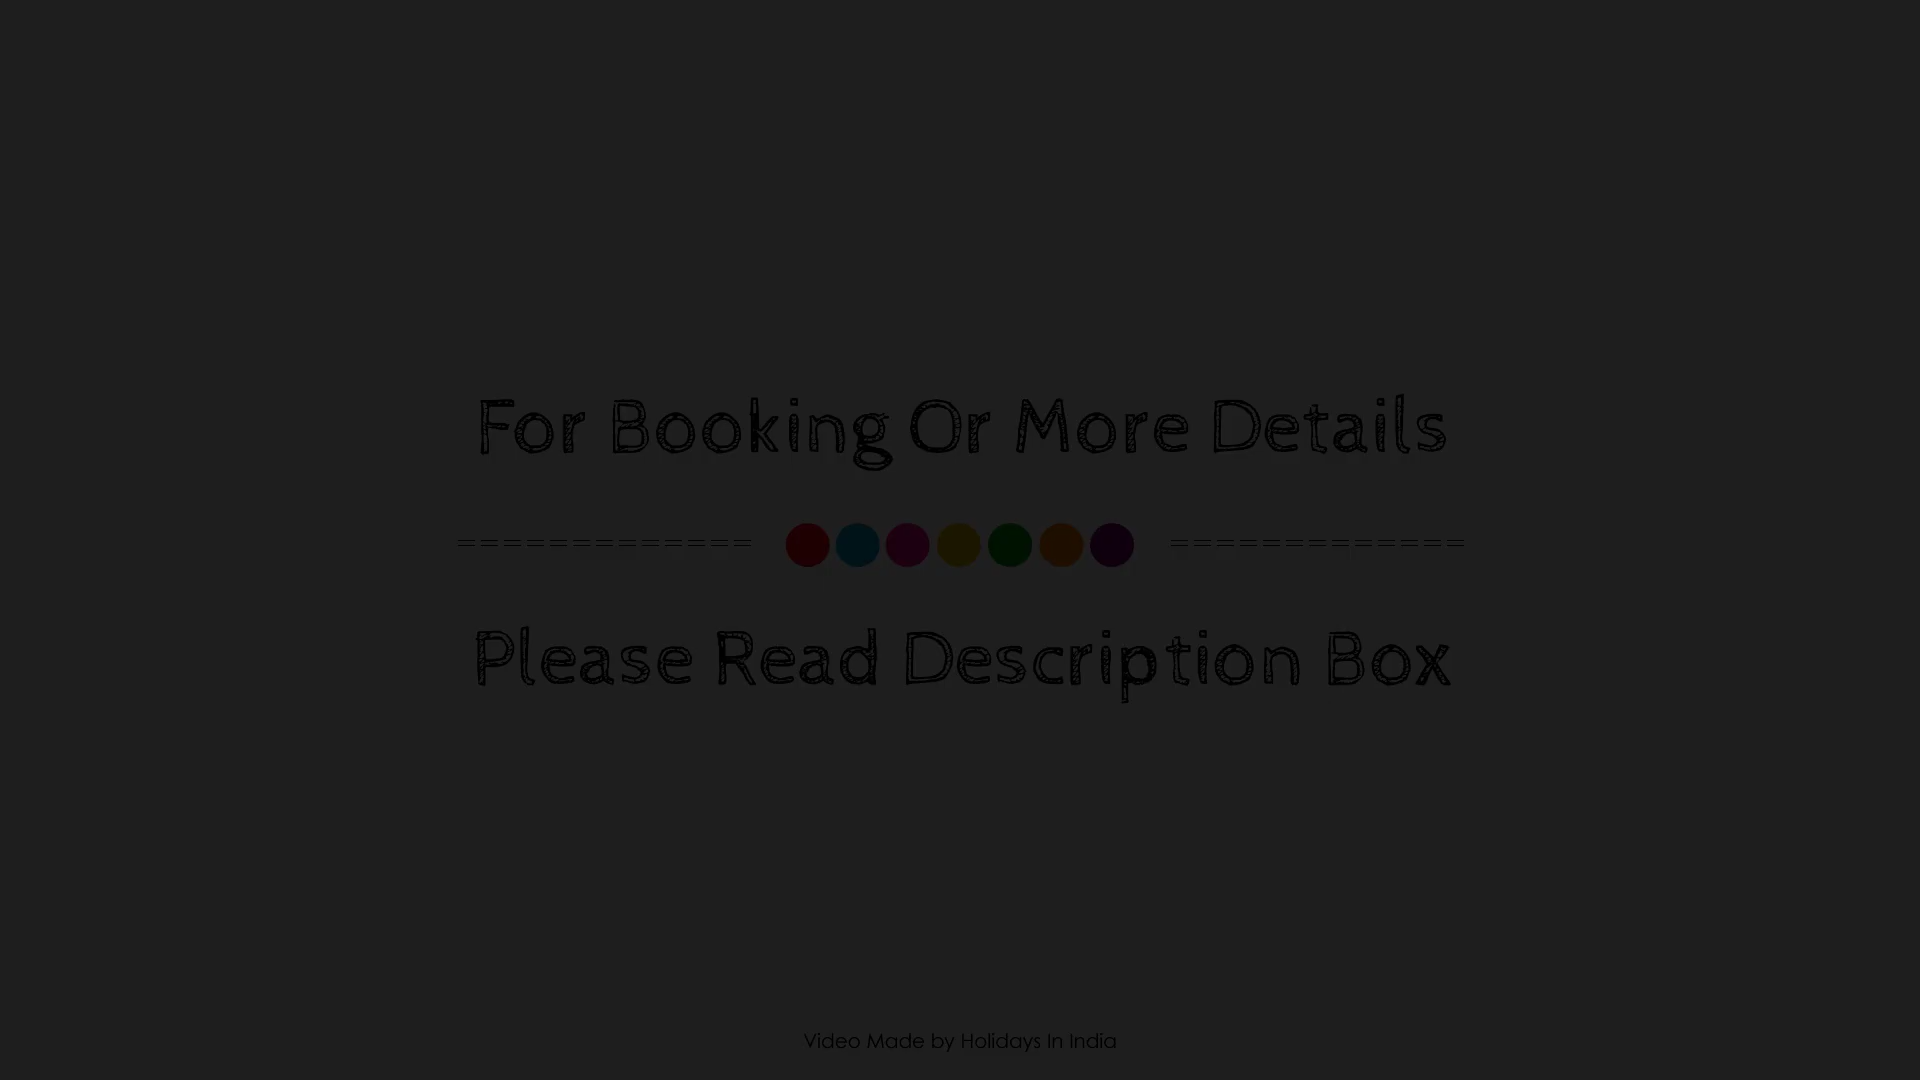 For Booking Or More Details
============= =============
Please Read Description Box
Video Made by Holidays In India